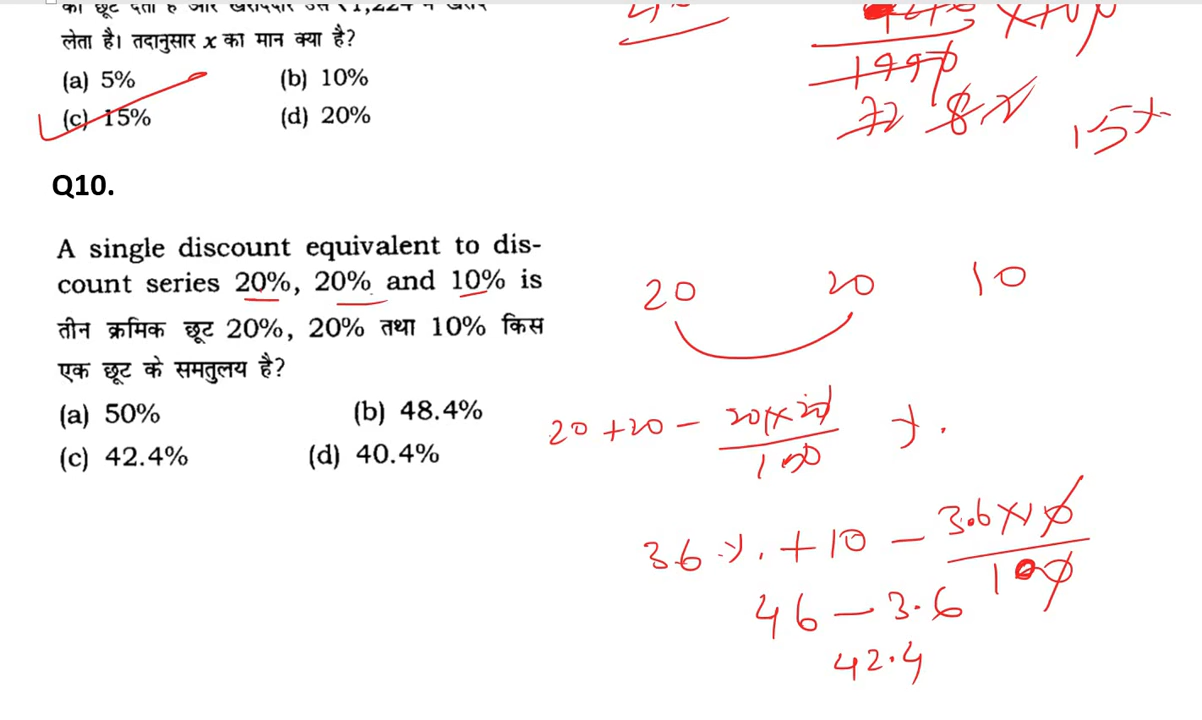 लेता है। तदानुसार x का मान क्या है?
(a) 5% (b) 10%
(c) 15% (d) 20%
15%
Q10.
A single discount equivalent to dis-
count series 20%, 20% and 10% is
तीन क्रमिक छूट 20%, 20% तथा 10% किस
एक छूट के समतुलय है?
(a) 50% (b) 48.4%
(c) 42.4% (d) 40.4%
20 20 10
20 + 20 - 20 × 20 / 100 %.
36 %. + 10 - 3.6 × 10 / 100
46 - 3.6
42.4